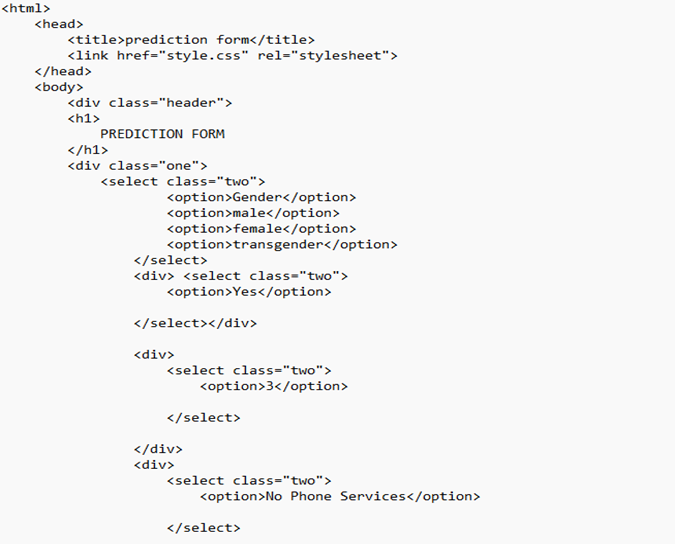 <html>
<head>
<title>prediction form</title>
<link href="style.css" rel="stylesheet">
</head>
<body>
<div class="header">
<h1>
PREDICTION FORM
</h1>
<div class="one">
<select class="two">
<option>Gender</option>
<option>male</option>
<option>female</option>
<option>transgender</option>
</select>
<div> <select class="two">
<option>Yes</option>
</select></div>
<div>
<select class="two">
<option>3</option>
</select>
</div>
<div>
<select class="two">
<option>No Phone Services</option>
</select>